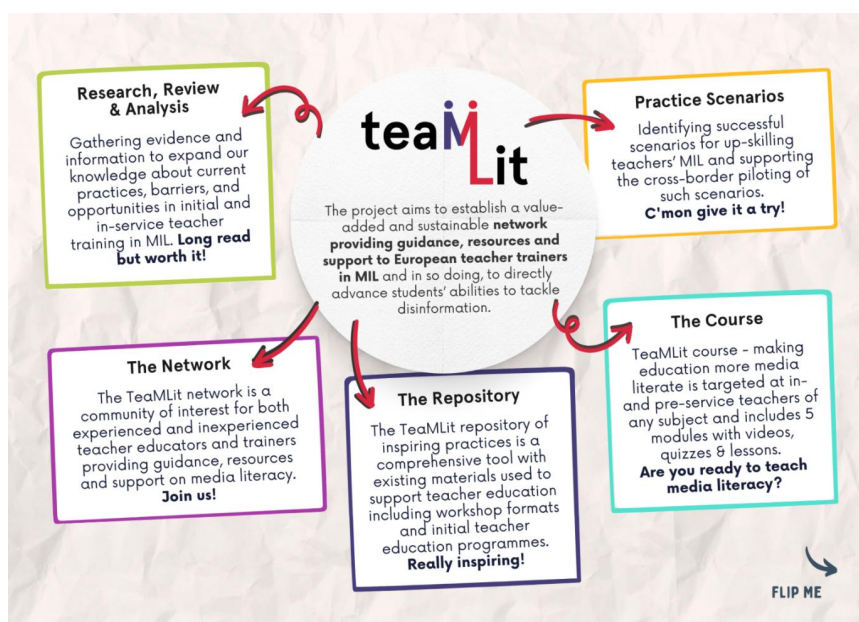 teaMLit
The project aims to establish a value-
added and sustainable network
providing guidance, resources and
support to European teacher trainers
in MIL and in so doing, to directly
advance students' abilities to tackle
disinformation.
Research, Review
& Analysis
Gathering evidence and
information to expand our
knowledge about current
practices, barriers, and
opportunities in initial and
in-service teacher
training in MIL. Long read
but worth it!
Practice Scenarios
Identifying successful
scenarios for up-skilling
teachers' MIL and supporting
the cross-border piloting of
such scenarios.
C'mon give it a try!
The Network
The TeaMLit network is a
community of interest for both
experienced and inexperienced
teacher educators and trainers
providing guidance, resources
and support on media literacy.
Join us!
The Repository
The TeaMLit repository of
inspiring practices is a
comprehensive tool with
existing materials used to
support teacher education
including workshop formats
and initial teacher
education programmes.
Really inspiring!
The Course
TeaMLit course - making
education more media
literate is targeted at in-
and pre-service teachers of
any subject and includes 5
modules with videos,
quizzes & lessons.
Are you ready to teach
media literacy?
FLIP ME